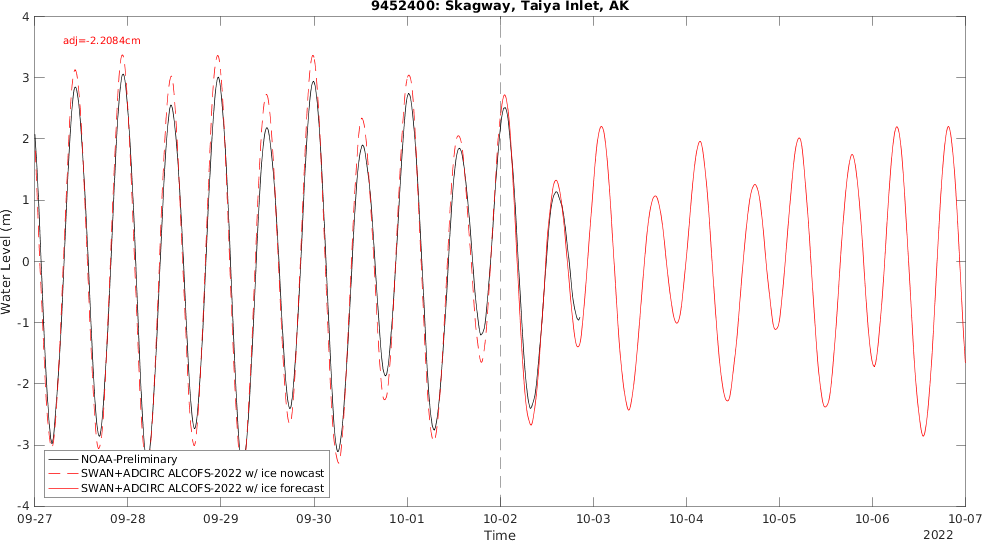 9452400: Skagway, Taiya Inlet, AK
adj=-2.2084cm
4
3
2
1
0
-1
-2
-3
-4
Water Level (m)
NOAA-Preliminary
SWAN+ADCIRC ALCOFS-2022 w/ ice nowcast
SWAN+ADCIRC ALCOFS-2022 w/ ice forecast
09-27 09-28 09-29 09-30 10-01 10-02 10-03 10-04 10-05 10-06 10-07
Time
2022